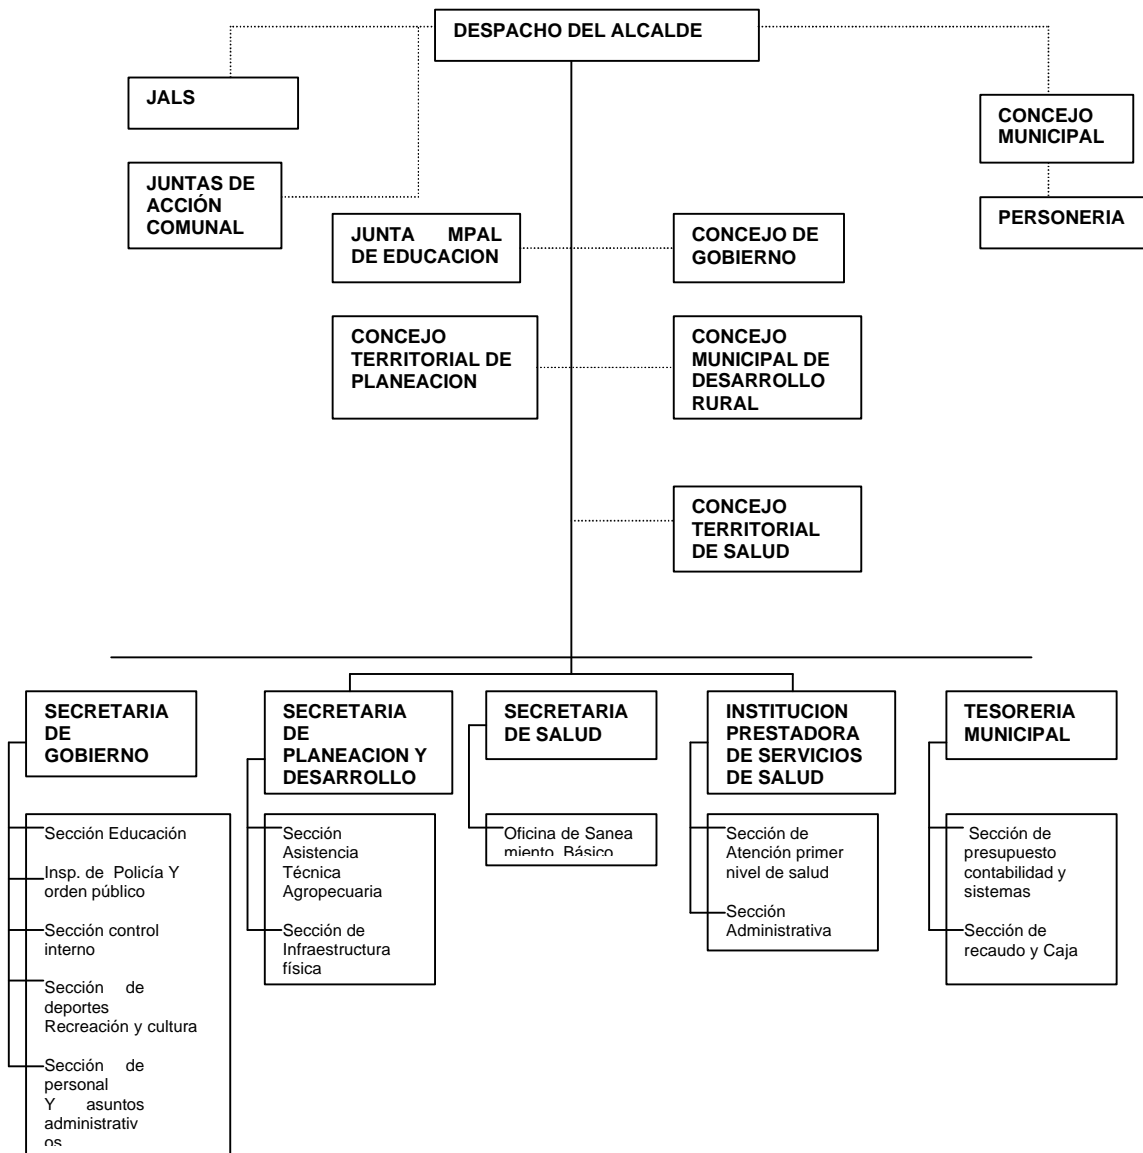 DESPACHO DEL ALCALDE
JALS
CONCEJO
MUNICIPAL
JUNTAS DE
ACCIÓN
COMUNAL
PERSONERIA
JUNTA MPAL
DE EDUCACION
CONCEJO DE
GOBIERNO
CONCEJO
TERRITORIAL DE
PLANEACION
CONCEJO
MUNICIPAL DE
DESARROLLO
RURAL
CONCEJO
TERRITORIAL
DE SALUD
SECRETARIA
DE
GOBIERNO
SECRETARIA
DE
PLANEACION Y
DESARROLLO
SECRETARIA
DE SALUD
INSTITUCION
PRESTADORA
DE SERVICIOS
DE SALUD
TESORERIA
MUNICIPAL
Sección Educación
Insp. de Policía Y
orden público
Sección control
interno
Sección de
deportes
Recreación y cultura
Sección de
personal
Y asuntos
administrativ
os
Sección
Asistencia
Técnica
Agropecuaria
Sección de
Infraestructura
física
Oficina de Sanea
miento Básico
Sección de
Atención primer
nivel de salud
Sección
Administrativa
Sección de
presupuesto
contabilidad y
sistemas
Sección de
recaudo y Caja